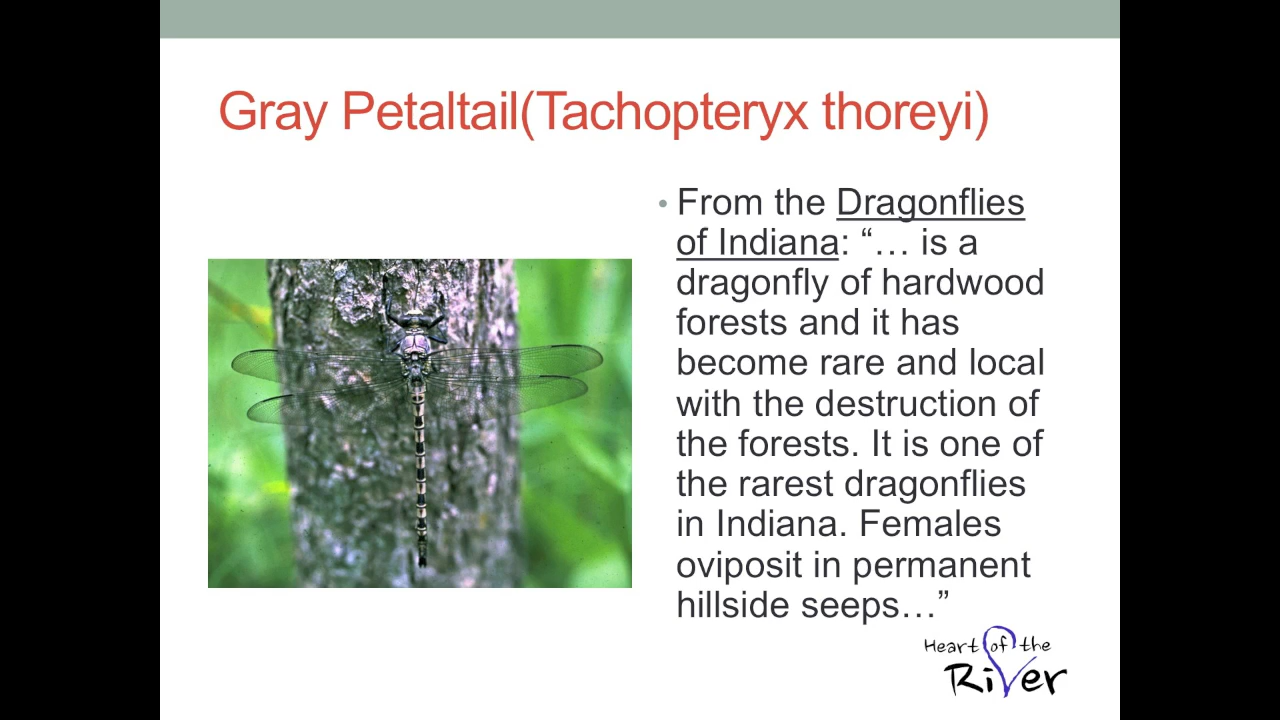 Gray Petaltail(Tachopteryx thoreyi)
• From the Dragonflies
of Indiana: “… is a
dragonfly of hardwood
forests and it has
become rare and local
with the destruction of
the forests. It is one of
the rarest dragonflies
in Indiana. Females
oviposit in permanent
hillside seeps…”
Heart of the
River